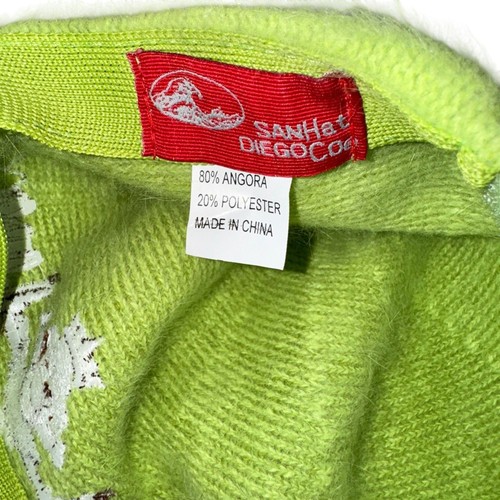 SANHat
DIEGOCo.
80% ANGORA
20% POLYESTER
MADE IN CHINA